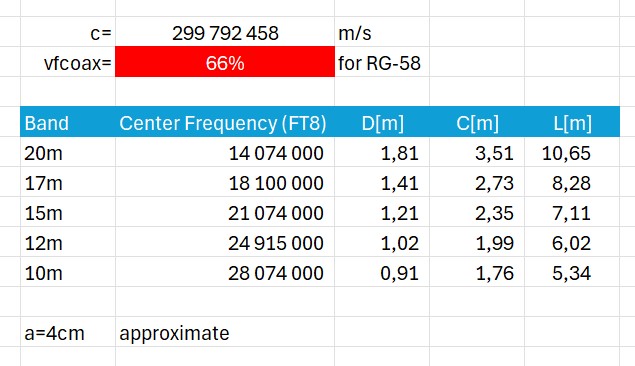 c= 299 792 458 m/s
vfcoax= 66% for RG-58
Band Center Frequency (FT8) D[m] C[m] L[m]
20m 14 074 000 1,81 3,51 10,65
17m 18 100 000 1,41 2,73 8,28
15m 21 074 000 1,21 2,35 7,11
12m 24 915 000 1,02 1,99 6,02
10m 28 074 000 0,91 1,76 5,34
a=4cm approximate